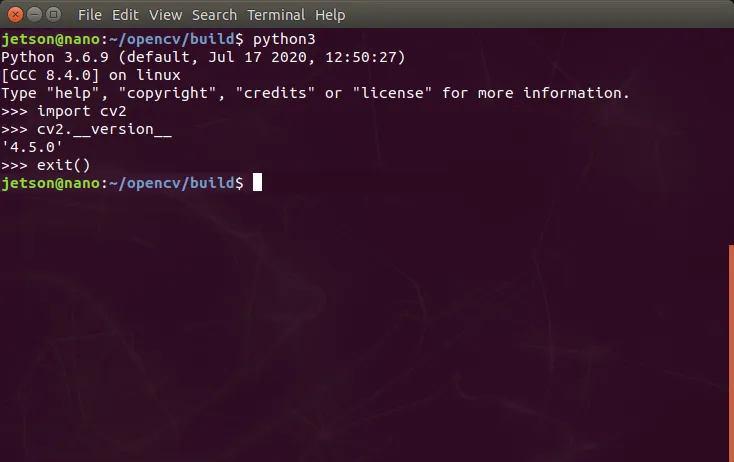 File Edit View Search Terminal Help
jetson@nano:~/opencv/build$ python3
Python 3.6.9 (default, Jul 17 2020, 12:50:27)
[GCC 8.4.0] on linux
Type "help", "copyright", "credits" or "license" for more information.
>>> import cv2
>>> cv2.__version__
'4.5.0'
>>> exit()
jetson@nano:~/opencv/build$